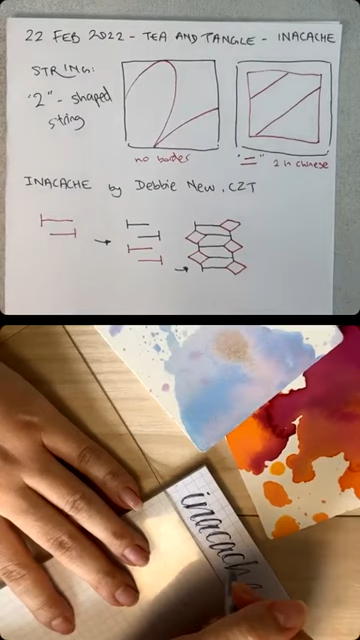 22 FEB 2022 - TEA AND TANGLE - INACACHE
STRING:
"2" - shaped
string
no border
"二" 2 in chinese
INACACHE by Debbie New, CZT
inacache